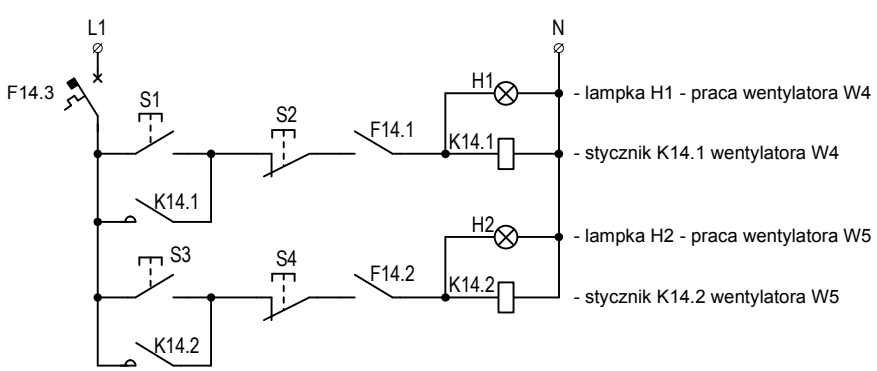 L1
N
F14.3
S1
S2
F14.1
H1
- lampka H1 - praca wentylatora W4
K14.1
- stycznik K14.1 wentylatora W4
K14.1
H2
- lampka H2 - praca wentylatora W5
S3
S4
F14.2
K14.2
- stycznik K14.2 wentylatora W5
K14.2